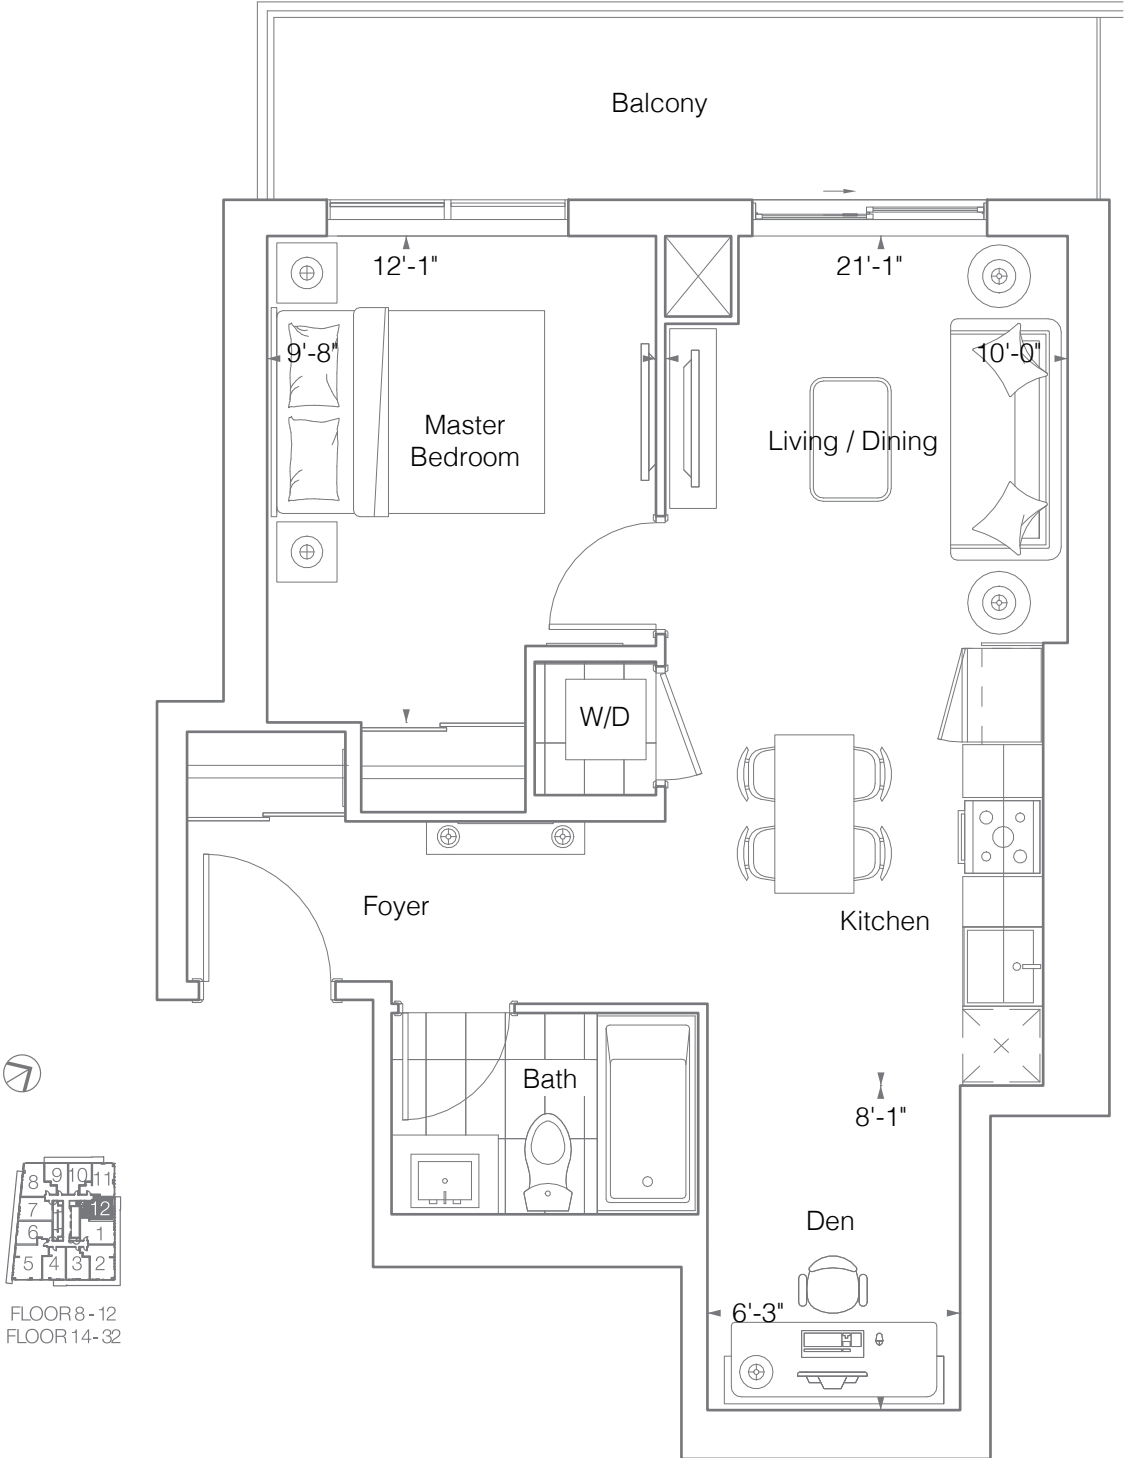 Balcony
12'-1"
21'-1"
9'-8"
10'-0"
Master
Bedroom
Living / Dining
W/D
Foyer
Kitchen
Bath
8'-1"
Den
6'-3"
8 9 10 11
7 12
6 1
5 4 3 2
FLOOR 8 - 12
FLOOR 14 - 32